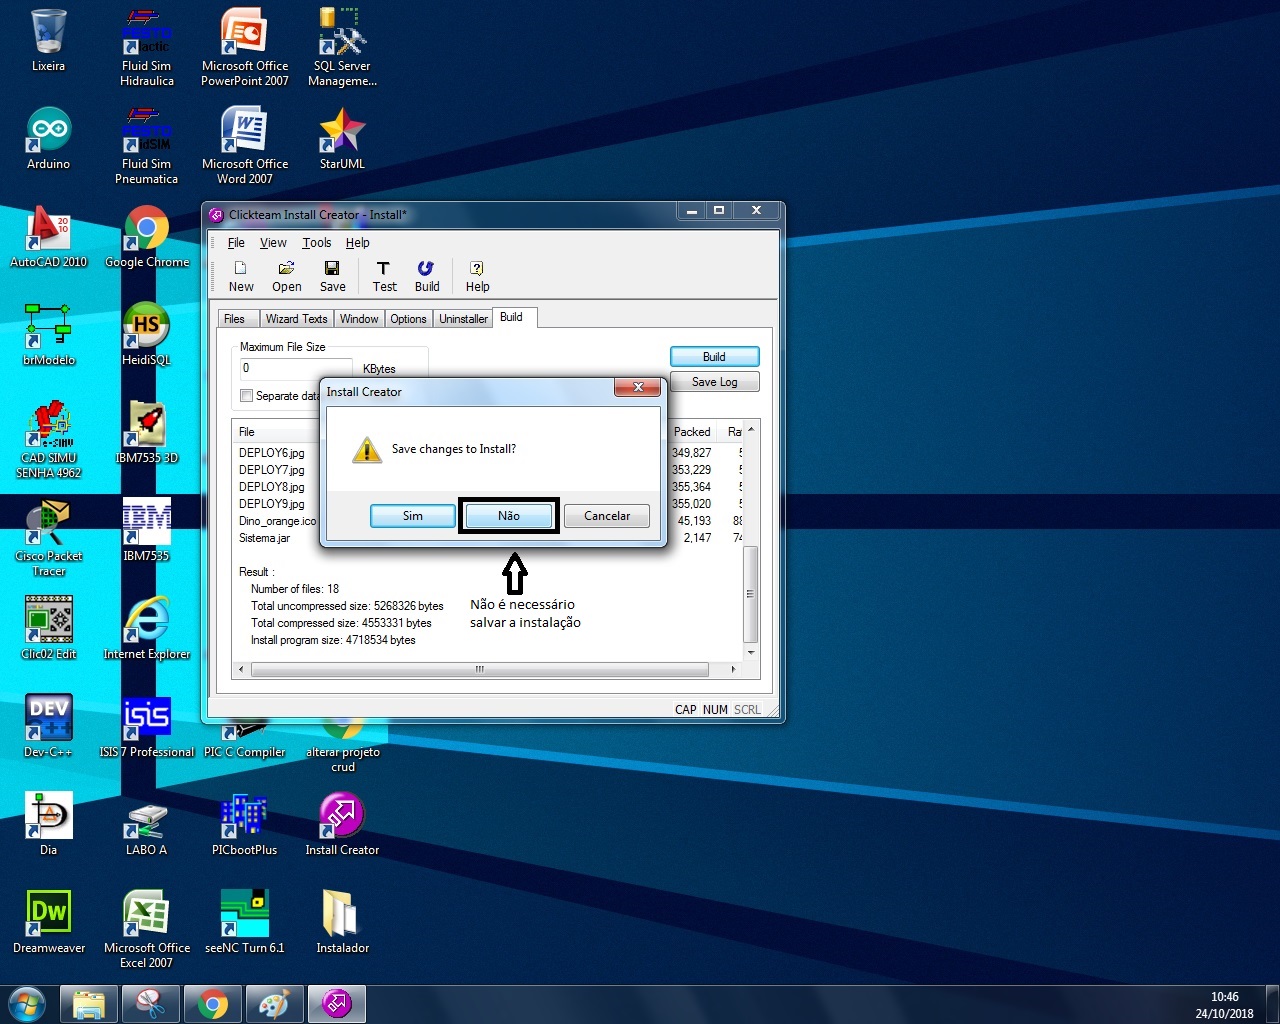 Lixeira
Fluid Sim
Hidraulica
Microsoft Office
PowerPoint 2007
SQL Server
Manageme...
Arduino
Fluid Sim
Pneumatica
Microsoft Office
Word 2007
StarUML
AutoCAD 2010
Google Chrome
brModelo
HeidiSQL
CAD SIMU
SENHA 4962
IBM7535 3D
Cisco Packet
Tracer
IBM7535
Clic02 Edit
Internet Explorer
Dev-C++
ISIS 7 Professional
PIC C Compiler
alterar projeto
crud
Dia
LABO A
PICbootPlus
Install Creator
Dreamweaver
Microsoft Office
Excel 2007
seeNC Turn 6.1
Instalador
Clickteam Install Creator - Install*
File View Tools Help
New Open Save Test Build Help
Files Wizard Texts Window Options Uninstaller Build
Maximum File Size
0 KBytes
Separate data
Build
Save Log
File Packed
DEPLOY6.jpg 349,827
DEPLOY7.jpg 353,229
DEPLOY8.jpg 355,364
DEPLOY9.jpg 355,020
Dino_orange.ico 45,193
Sistema.jar 2,147
Result :
Number of files: 18
Total uncompressed size: 5268326 bytes
Total compressed size: 4553331 bytes
Install program size: 4718534 bytes
CAP NUM SCRL
Install Creator
Save changes to Install?
Sim Não Cancelar
Não é necessário
salvar a instalação
10:46
24/10/2018